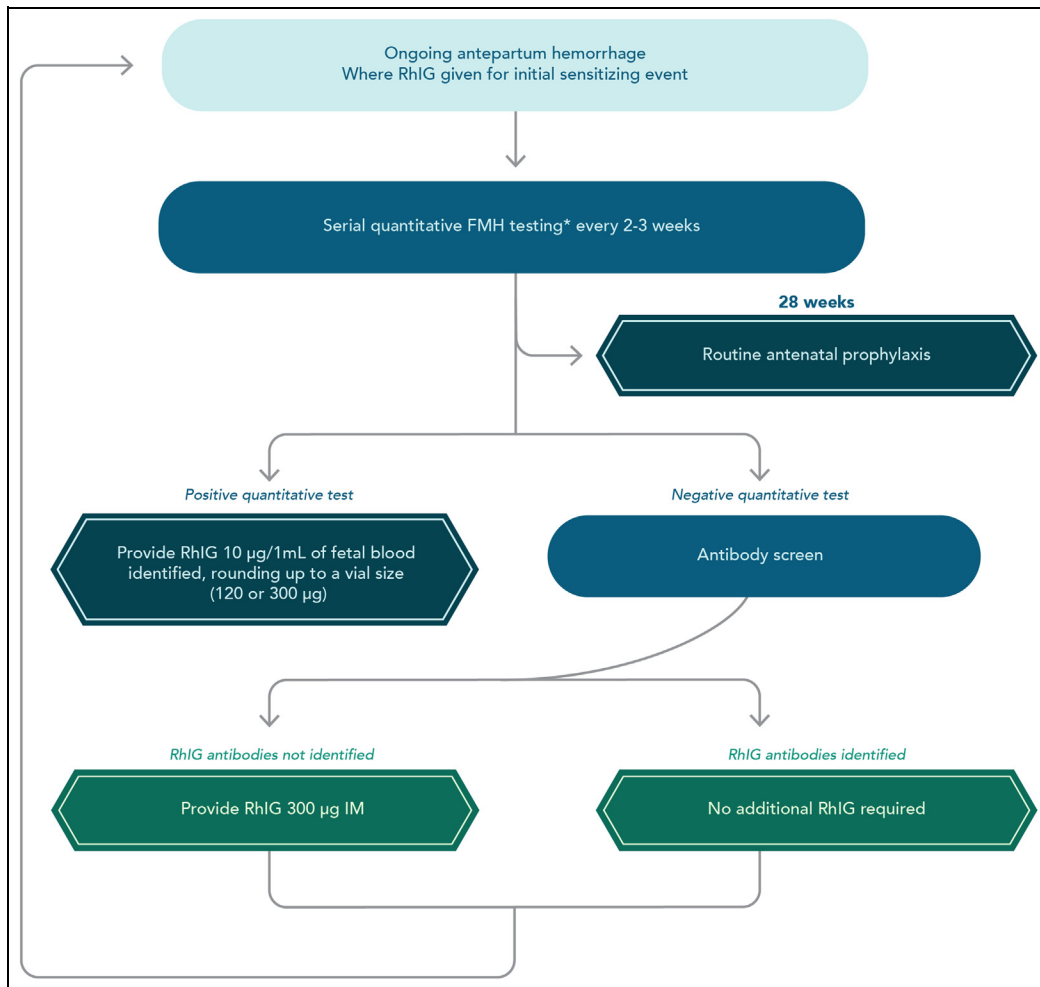 Ongoing antepartum hemorrhage
Where RhIG given for initial sensitizing event
Serial quantitative FMH testing* every 2-3 weeks
28 weeks
Routine antenatal prophylaxis
Positive quantitative test
Provide RhIG 10 µg/1mL of fetal blood
identified, rounding up to a vial size
(120 or 300 µg)
Negative quantitative test
Antibody screen
RhIG antibodies not identified
Provide RhIG 300 µg IM
RhIG antibodies identified
No additional RhIG required